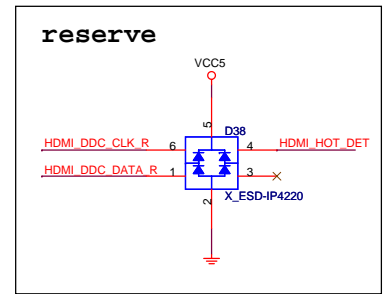 reserve
VCC5
5
D38
HDMI_DDC_CLK_R 6 4 HDMI_HOT_DET
HDMI_DDC_DATA_R 1 3
2 X_ESD-IP4220